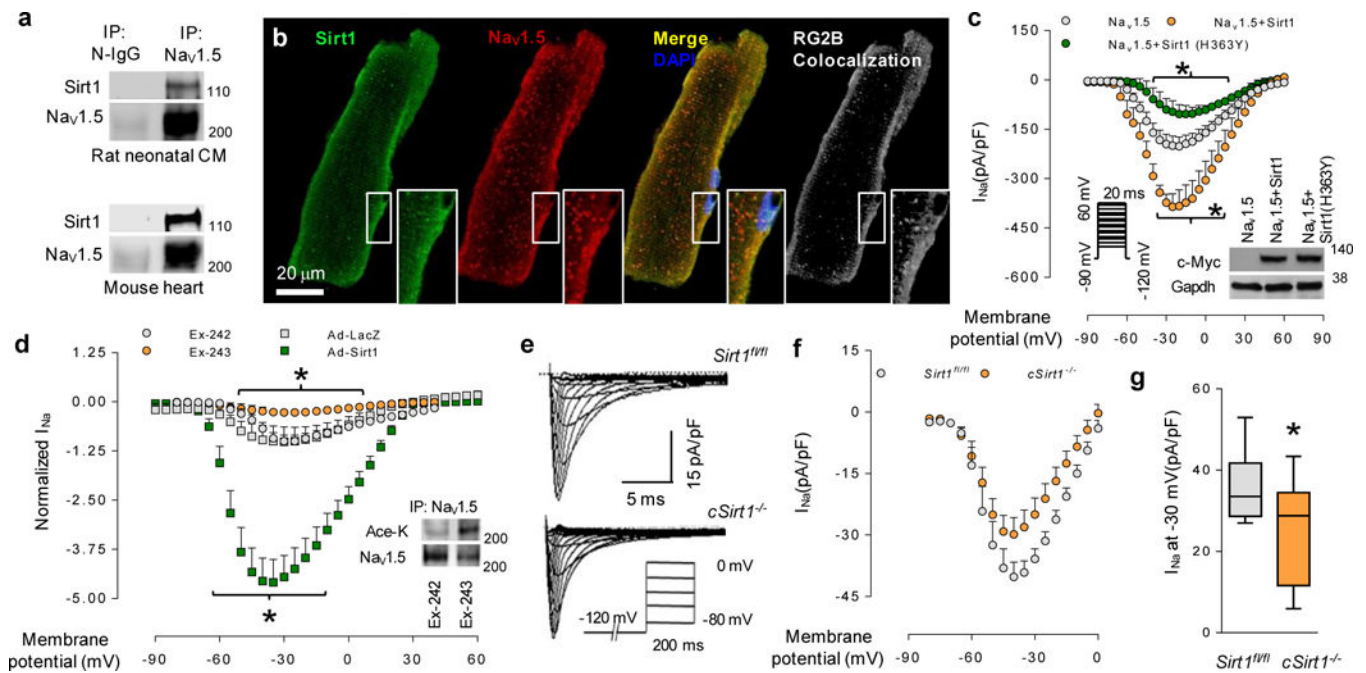 a
IP: IP:
N-IgG Nav1.5
Sirt1 110
Nav1.5 200
Rat neonatal CM
Sirt1 110
Nav1.5 200
Mouse heart
b
Sirt1
Nav1.5
Merge
DAPI
RG2B
Colocalization
20 μm
c
Nav1.5 Nav1.5+Sirt1
Nav1.5+Sirt1 (H363Y)
*
0
-150
-300
-450
-600
INa(pA/pF)
20 ms
60 mV
-90 mV
-120 mV
*
Nav1.5
Nav1.5+Sirt1
Nav1.5+
Sirt1(H363Y)
c-Myc 140
Gapdh 38
Membrane
potential (mV)
-90 -60 -30 0 30 60 90
d
Ex-242 Ad-LacZ
Ex-243 Ad-Sirt1
*
1.25
0.00
-1.25
-2.50
-3.75
-5.00
Normalized INa
*
IP: Nav1.5
Ace-K 200
Nav1.5 200
Ex-242
Ex-243
Membrane
potential (mV)
-90 -60 -30 0 30 60
e
Sirt1fl/fl
15 pA/pF
5 ms
cSirt1-/-
0 mV
-120 mV -80 mV
200 ms
f
Sirt1fl/fl cSirt1-/-
15
0
-15
-30
-45
INa(pA/pF)
Membrane
potential (mV)
-90 -60 -30 0
g
60
40
20
0
INa at -30 mV(pA/pF)
*
Sirt1fl/fl cSirt1-/-